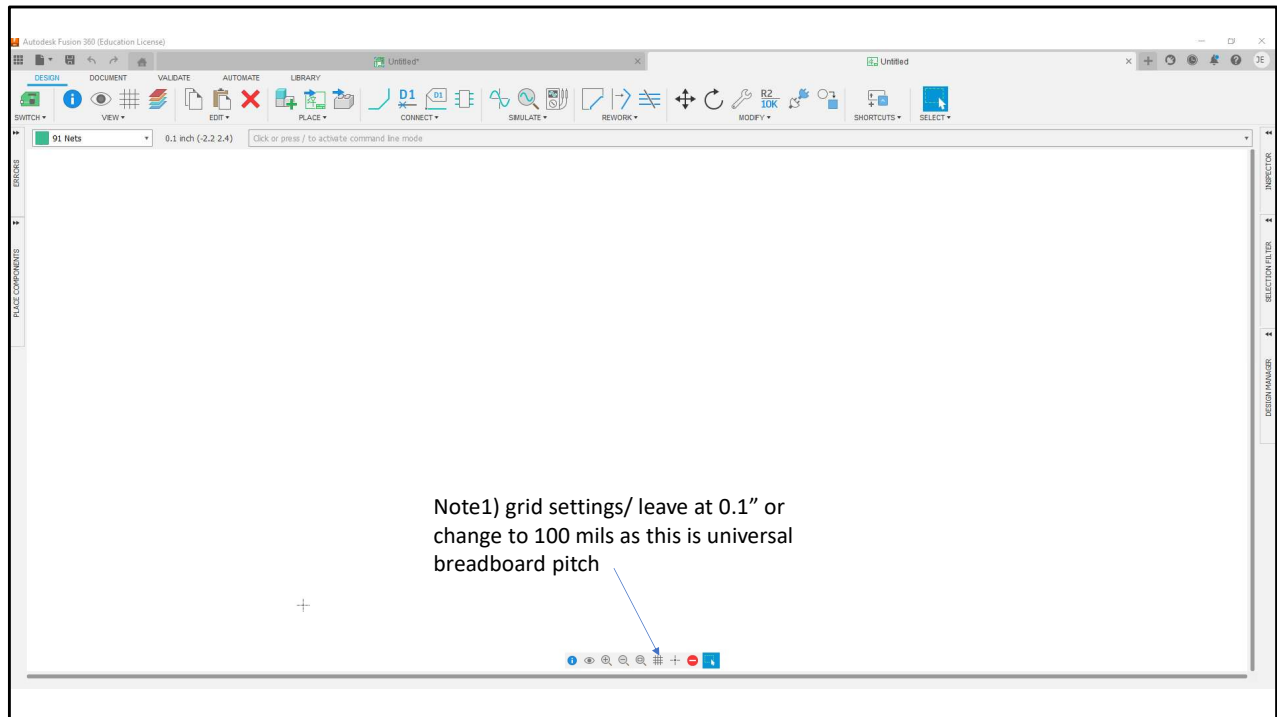 Autodesk Fusion 360 (Education License)
Untitled*
Untitled
JE
DESIGN DOCUMENT VALIDATE AUTOMATE LIBRARY
D1 D1 R2 10K
SWITCH VIEW EDIT PLACE CONNECT SIMULATE REWORK MODIFY SHORTCUTS SELECT
91 Nets 0.1 inch (-2.2 2.4) Click or press / to activate command line mode
ERRORS
PLACE COMPONENTS
INSPECTOR
SELECTION FILTER
DESIGN MANAGER
Note1) grid settings/ leave at 0.1” or
change to 100 mils as this is universal
breadboard pitch